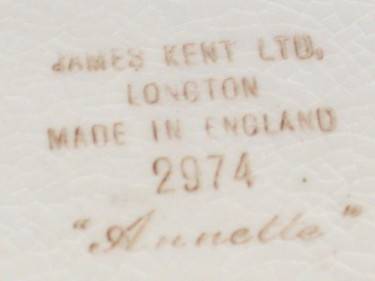 JAMES KENT LTD.
LONGTON
MADE IN ENGLAND
2974
"Annette"